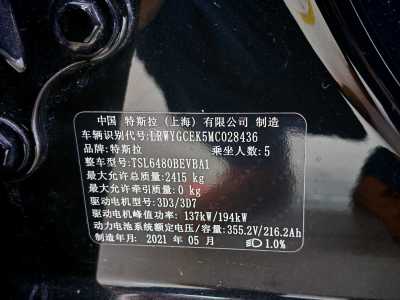 中国 特斯拉(上海)有限公司 制造
车辆识别代号:LRWYGCEK5MC028436
品牌:特斯拉 乘坐人数:5
整车型号:TSL6480BEVBA1
最大允许总质量:2415 kg
最大允许牵引质量:0 kg
驱动电机型号:3D3/3D7
驱动电机峰值功率: 137kW/194kW
动力电池系统额定电压/容量:355.2V/216.2Ah
制造年月: 2021 年 05 月 1.0%